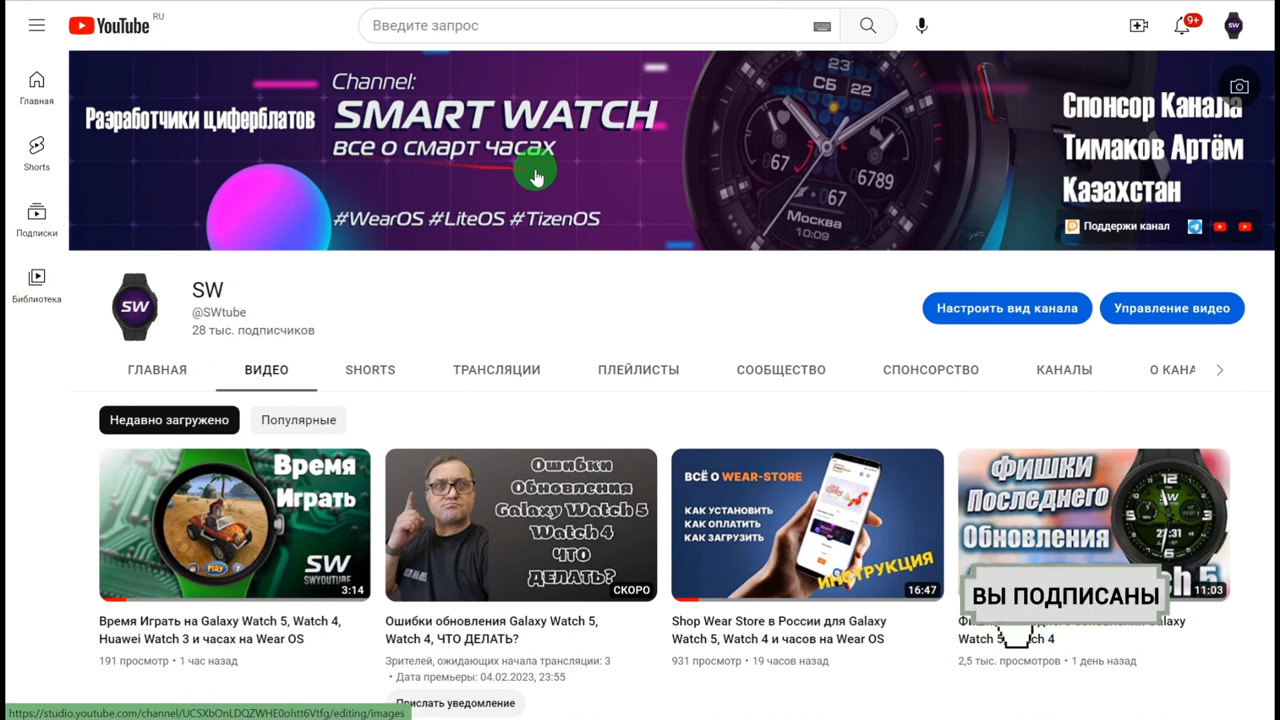 YouTube RU
Введите запрос
9+
SW
Главная
Shorts
Подписки
Библиотека
Разработчики циферблатов
Channel:
SMART WATCH
все о смарт часах
#WearOS #LiteOS #TizenOS
23°
СБ 22
67
6789
67
Москва
10:09
Спонсор Канала
Тимаков Артём
Казахстан
Поддержи канал
SW
SW
@SWtube
28 тыс. подписчиков
Настроить вид канала
Управление видео
ГЛАВНАЯ ВИДЕО SHORTS ТРАНСЛЯЦИИ ПЛЕЙЛИСТЫ СООБЩЕСТВО СПОНСОРСТВО КАНАЛЫ О КАНА
Недавно загружено Популярные
Время
Играть
Play
SW
SWYOUTUBE
3:14
Время Играть на Galaxy Watch 5, Watch 4,
Huawei Watch 3 и часах на Wear OS
191 просмотр • 1 час назад
Ошибки
Обновления
Galaxy Watch 5
Watch 4
ЧТО
ДЕЛАТЬ?
СКОРО
Ошибки обновления Galaxy Watch 5,
Watch 4, ЧТО ДЕЛАТЬ?
Зрителей, ожидающих начала трансляции: 3
• Дата премьеры: 04.02.2023, 23:55
Прислать уведомление
ВСЁ О WEAR-STORE
КАК УСТАНОВИТЬ
КАК ОПЛАТИТЬ
КАК ЗАГРУЗИТЬ
ИНСТРУКЦИЯ
16:47
Shop Wear Store в России для Galaxy
Watch 5, Watch 4 и часов на Wear OS
931 просмотр • 19 часов назад
Фишки
Последнего
Обновления
11:03
ВЫ ПОДПИСАНЫ
2,5 тыс. просмотров • 1 день назад
https://studio.youtube.com/channel/UCSXbOnLDQZWHE0ohtt6Vtfg/editing/images